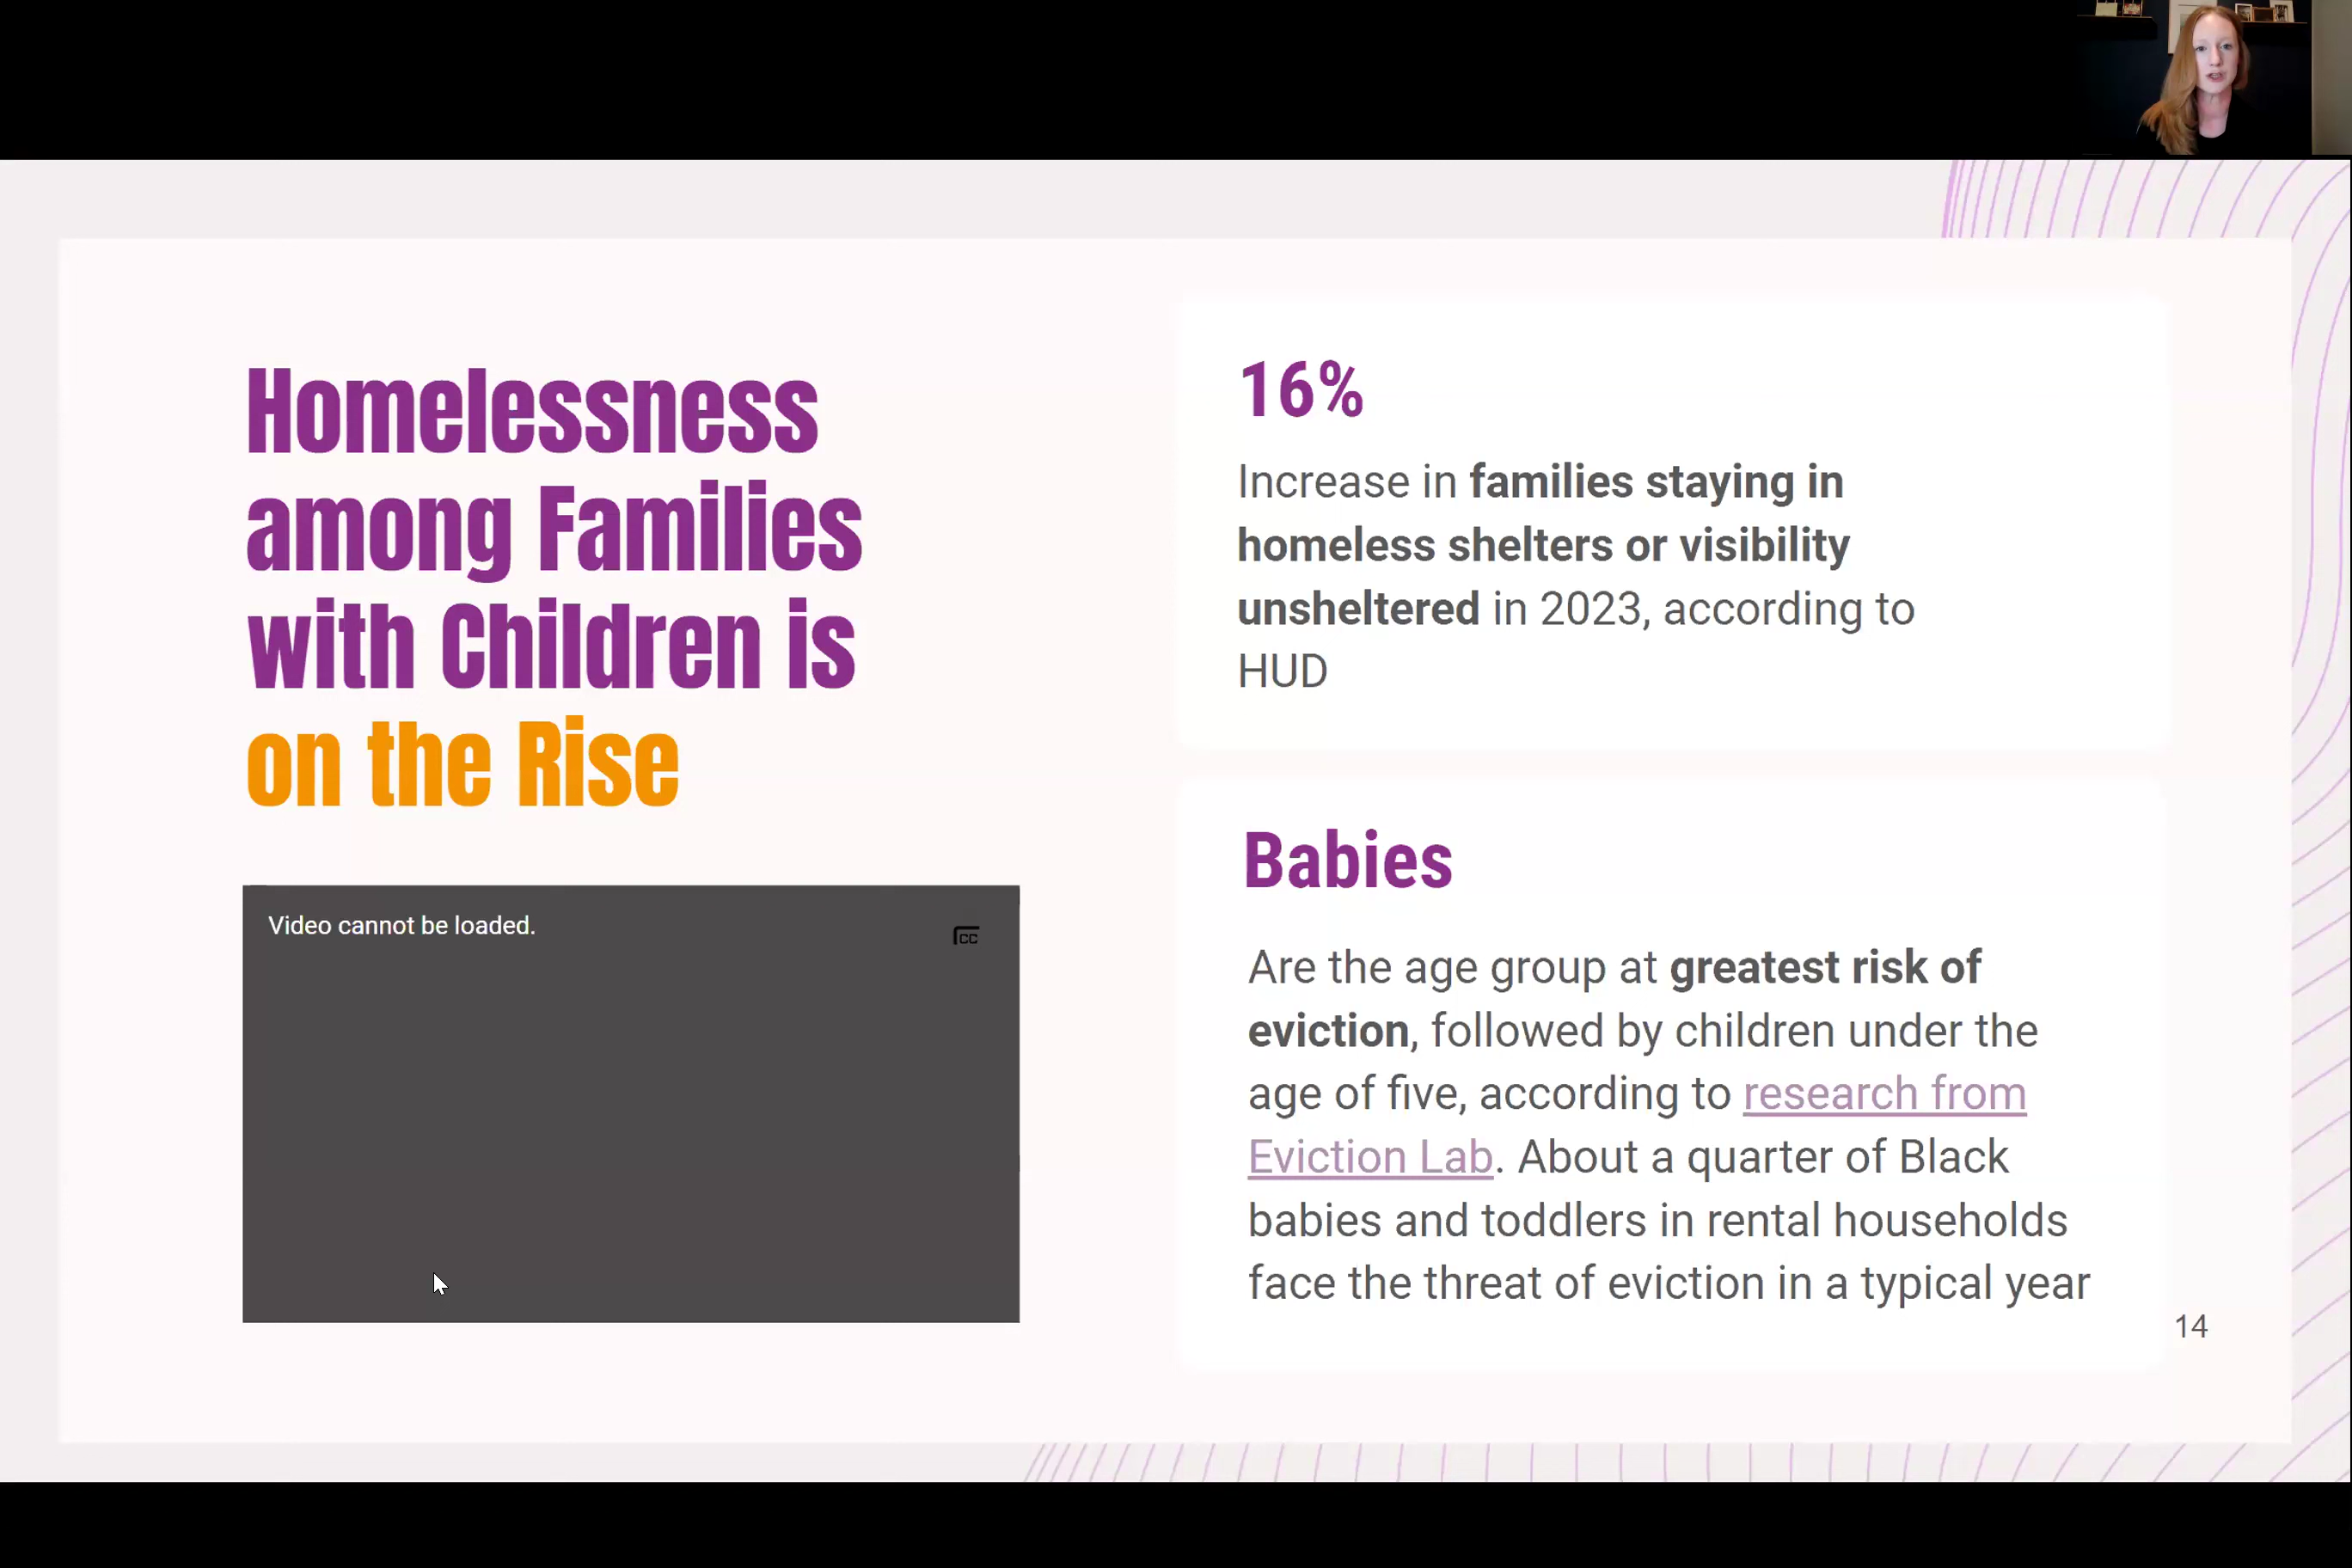 Homelessness
among Families
with Children is
on the Rise
Video cannot be loaded.
CC
16%
Increase in families staying in
homeless shelters or visibility
unsheltered in 2023, according to
HUD
Babies
Are the age group at greatest risk of
eviction, followed by children under the
age of five, according to research from
Eviction Lab. About a quarter of Black
babies and toddlers in rental households
face the threat of eviction in a typical year
14